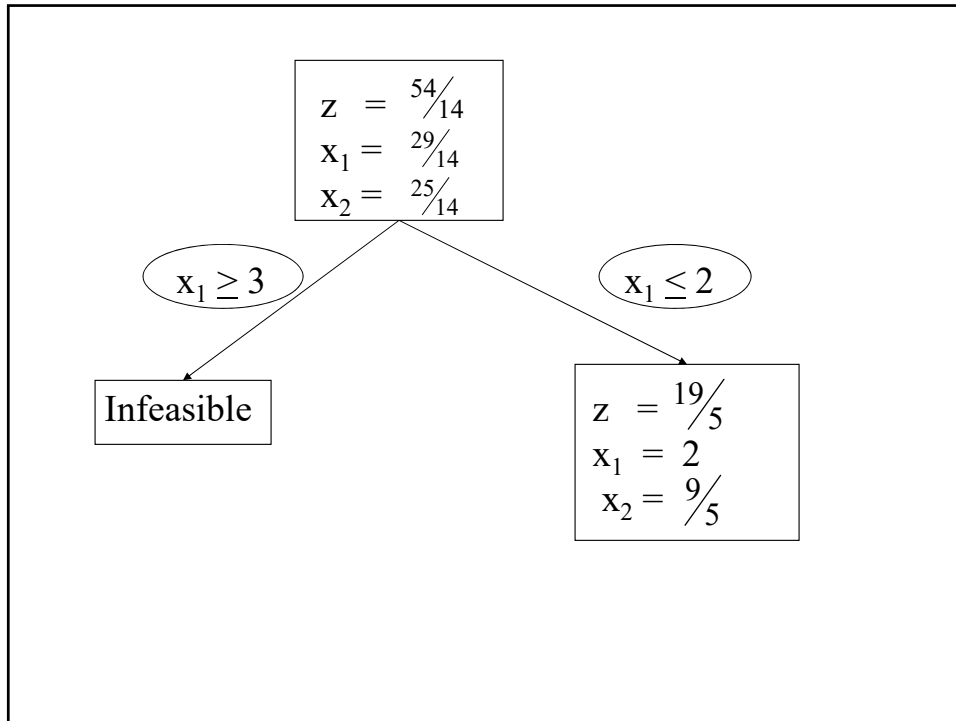 z = 54/14
x₁ = 29/14
x₂ = 25/14
x₁ ≥ 3
x₁ ≤ 2
Infeasible
z = 19/5
x₁ = 2
x₂ = 9/5